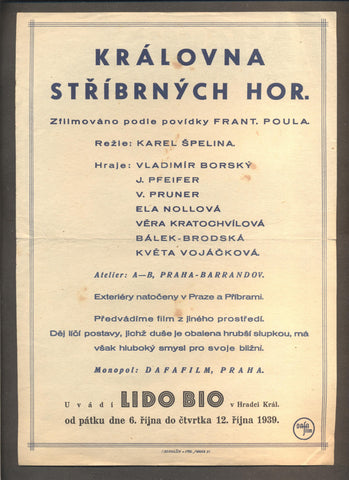 KRÁLOVNA
STŘÍBRNÝCH HOR.
Zfilmováno podle povídky FRANT. POULA.
Režie: KAREL ŠPELINA.
Hraje: VLADIMÍR BORSKÝ
J. PFEIFER
V. PRUNER
ELA NOLLOVÁ
VĚRA KRATOCHVÍLOVÁ
BÁLEK-BRODSKÁ
KVĚTA VOJÁČKOVÁ.
Atelier: A—B, PRAHA-BARRANDOV.
Exteriéry natočeny v Praze a Příbrami.
Předvádíme film z jiného prostředí.
Děj líčí postavy, jichž duše je obalena hrubší slupkou, má
však hluboký smysl pro svoje bližní.
Monopol: DAFAFILM, PRAHA.
Uvádí LIDO BIO v Hradci Král.
od pátku dne 6. října do čtvrtka 12. října 1939.
dafa
film